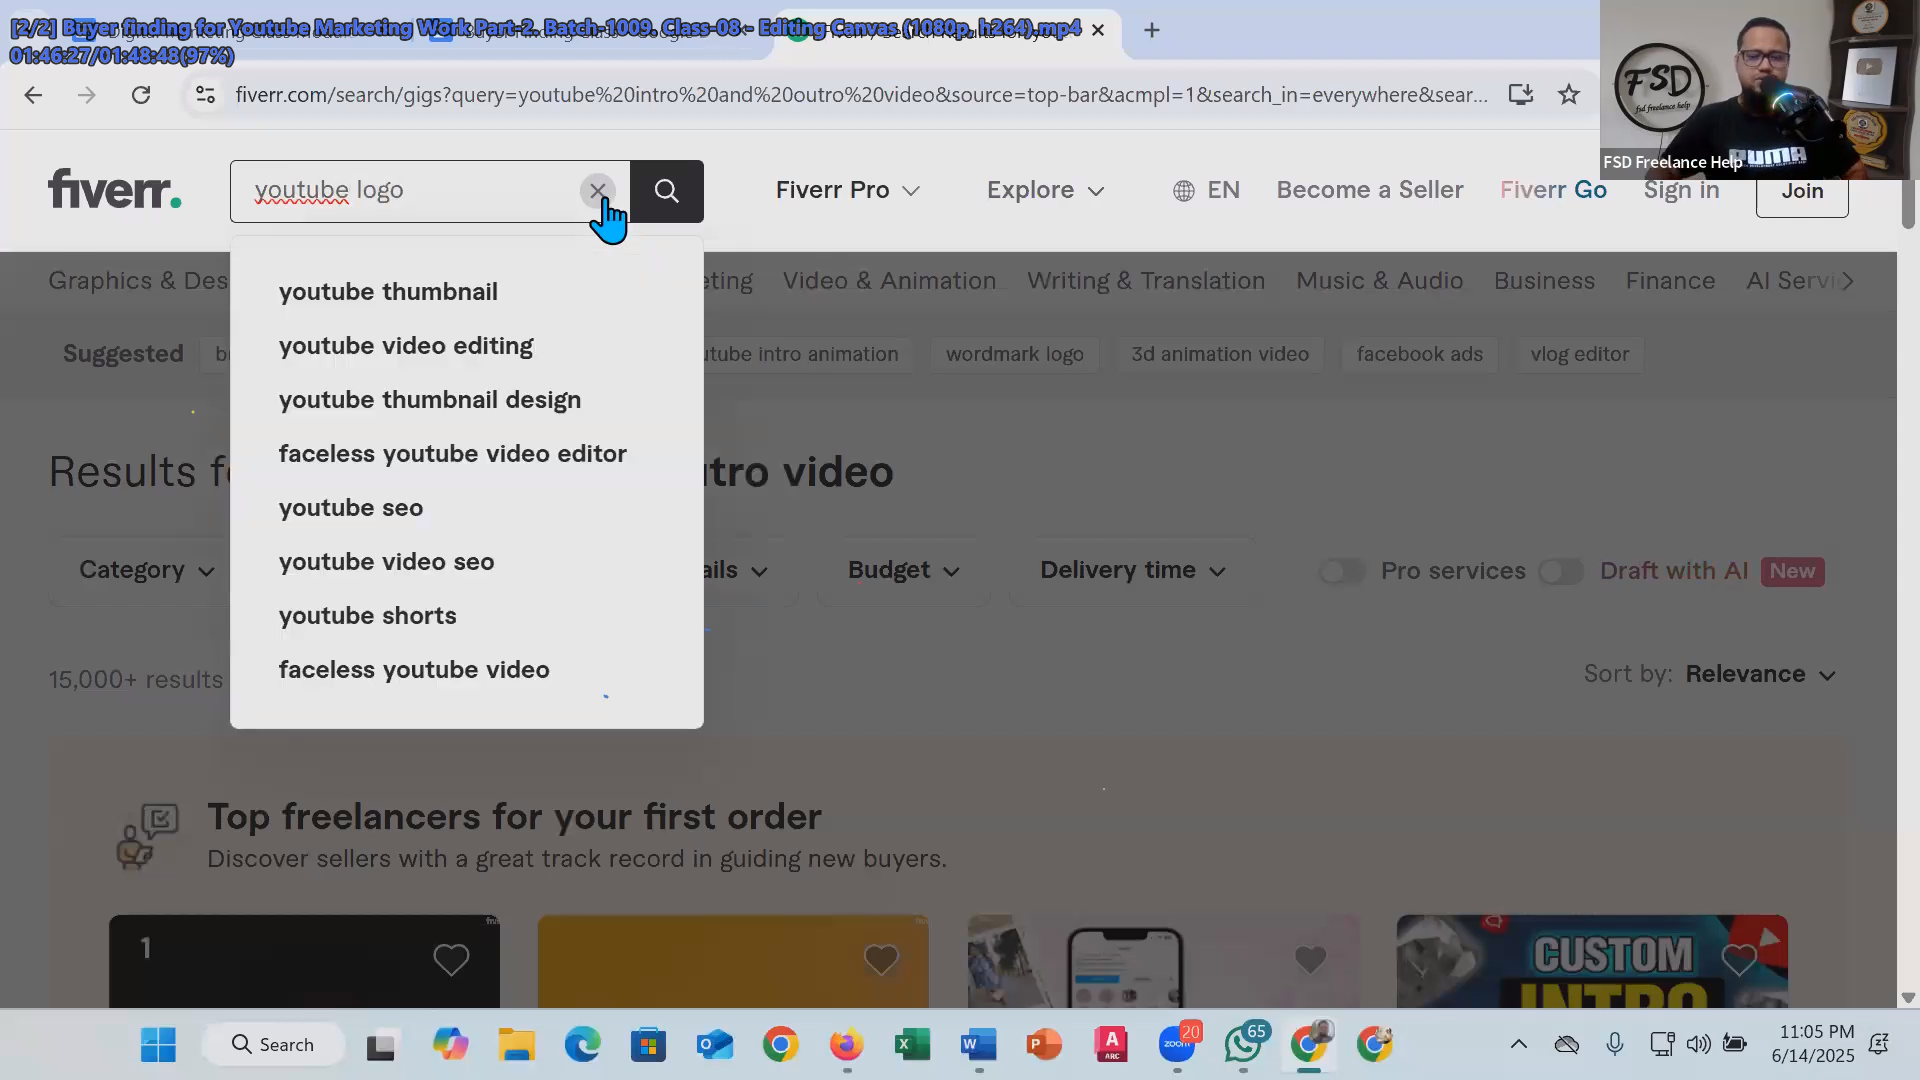 [2/2] Buyer finding for Youtube Marketing Work Part-2. Batch-1009. Class-08 - Editing Canvas (1080p, h264).mp4
01:46:27/01:48:48(97%)
fiverr.com/search/gigs?query=youtube%20intro%20and%20outro%20video&source=top-bar&acmpl=1&search_in=everywhere&sear...
FSD
fsd freelance help
PUMA
FSD Freelance Help
fiverr.
youtube logo
Fiverr Pro
Explore
EN
Become a Seller
Fiverr Go
Sign in
Join
Graphics & Des
eting
Video & Animation
Writing & Translation
Music & Audio
Business
Finance
AI Servi
youtube thumbnail
youtube video editing
youtube thumbnail design
faceless youtube video editor
youtube seo
youtube video seo
youtube shorts
faceless youtube video
Suggested
utube intro animation
wordmark logo
3d animation video
facebook ads
vlog editor
Results f
tro video
Category
ails
Budget
Delivery time
Pro services
Draft with AI
New
15,000+ results
Sort by: Relevance
Top freelancers for your first order
Discover sellers with a great track record in guiding new buyers.
1
CUSTOM
INTRO
Search
20
zoom
65
11:05 PM
6/14/2025